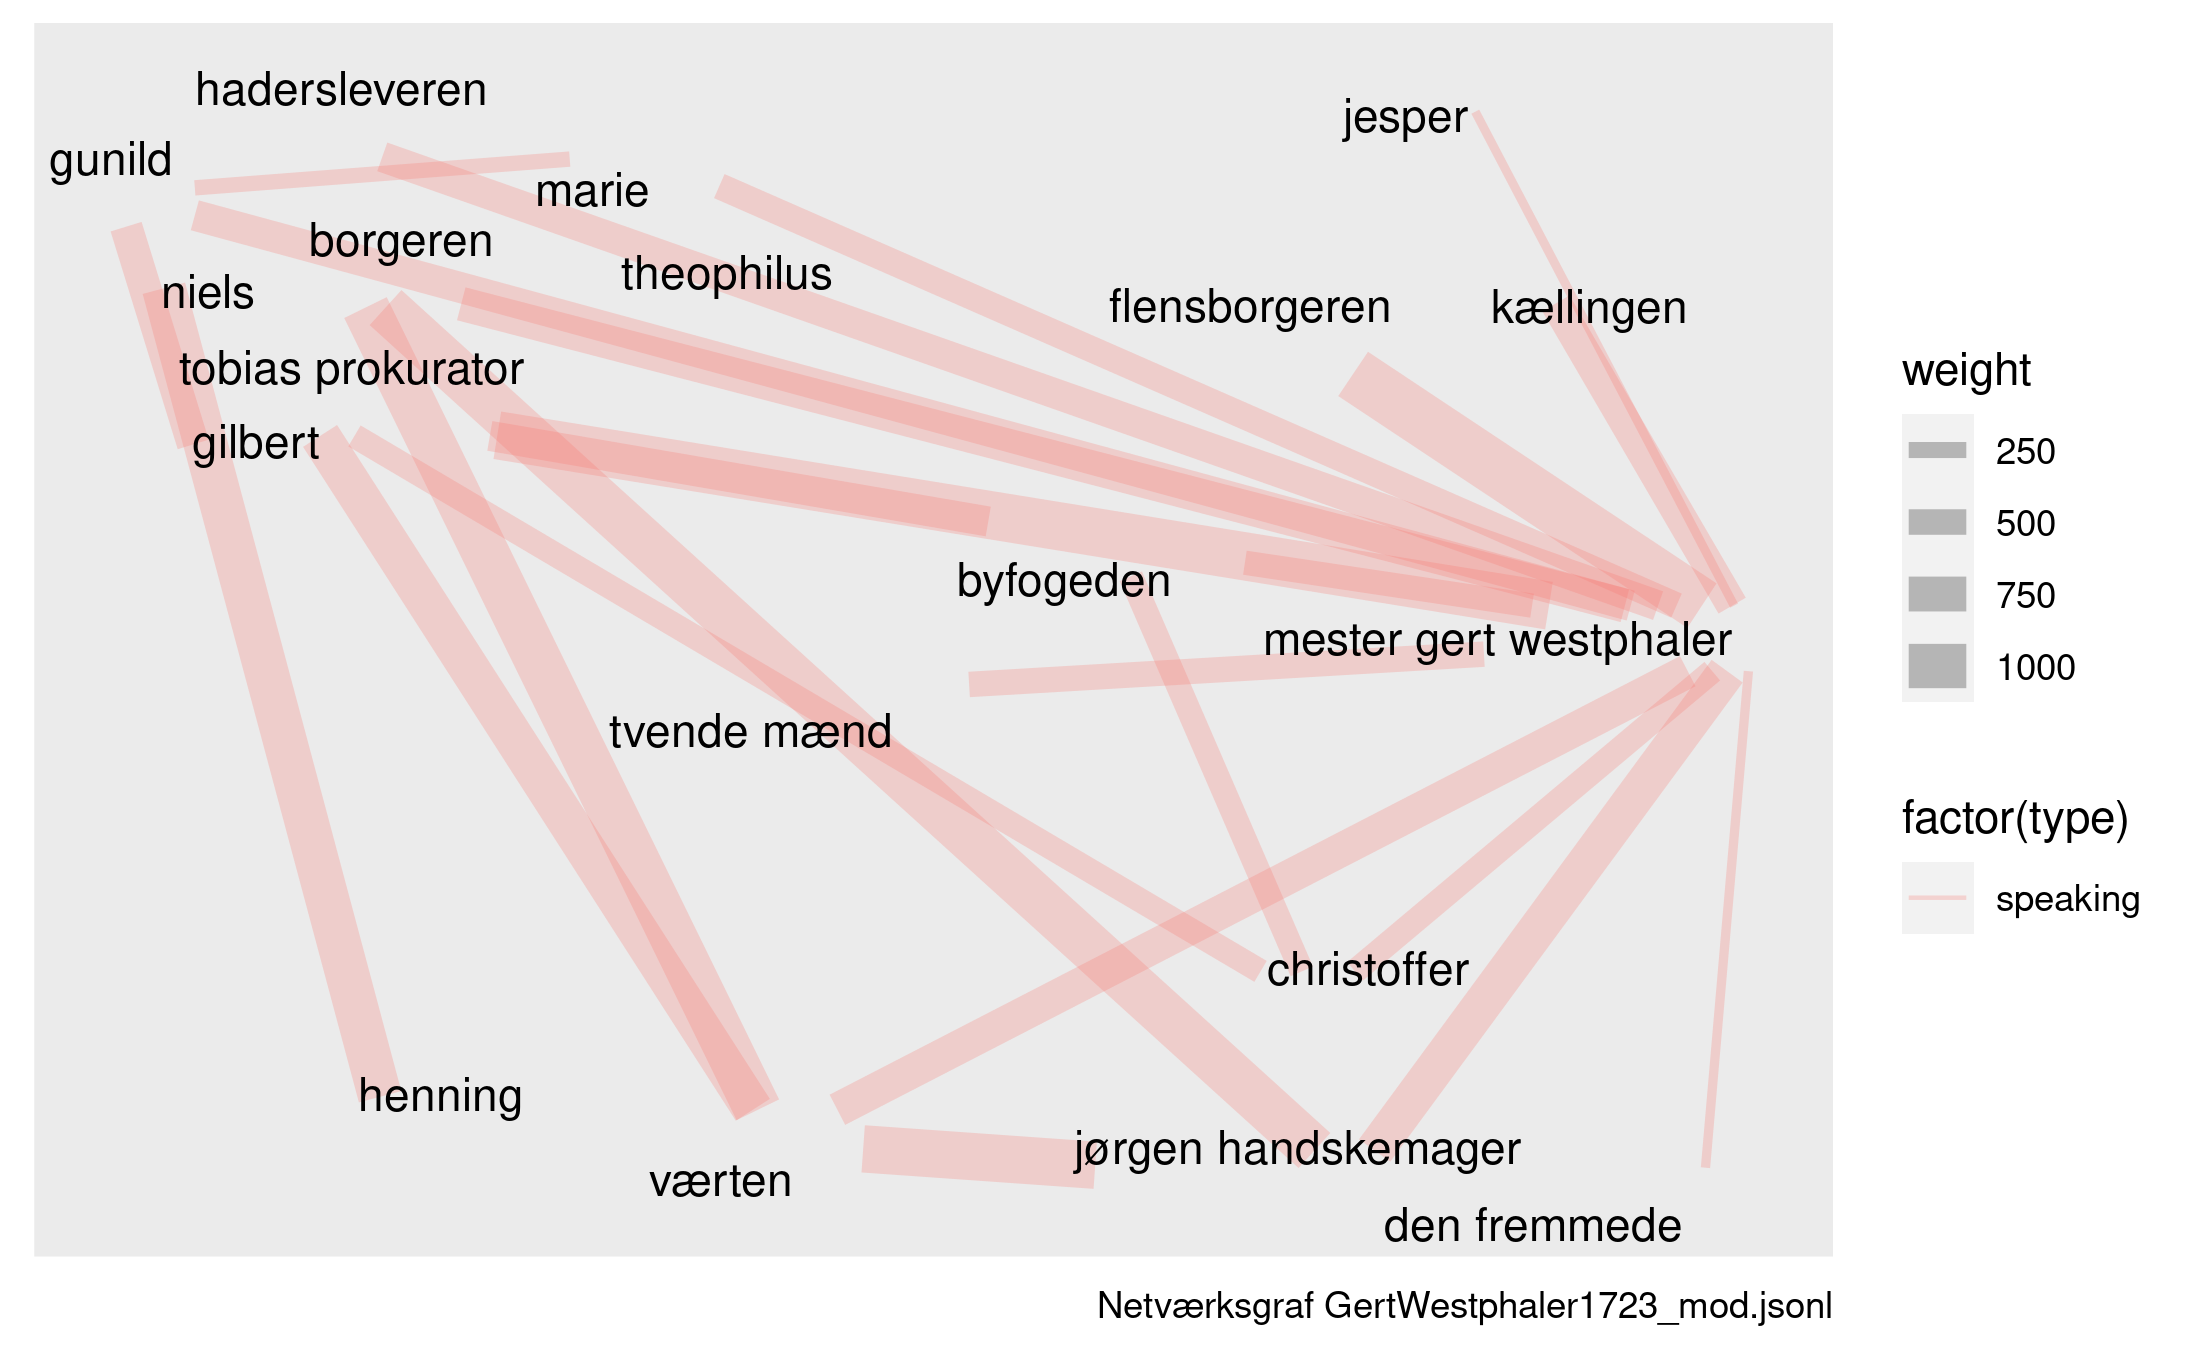 hadersleveren
jesper
gunild
marie
borgeren
theophilus
niels
flensborgeren
kællingen
tobias prokurator
gilbert
byfogeden
mester gert westphaler
tvende mænd
christoffer
henning
jørgen handskemager
værten
den fremmede
weight
250
500
750
1000
factor(type)
speaking
Netværksgraf GertWestphaler1723_mod.jsonl